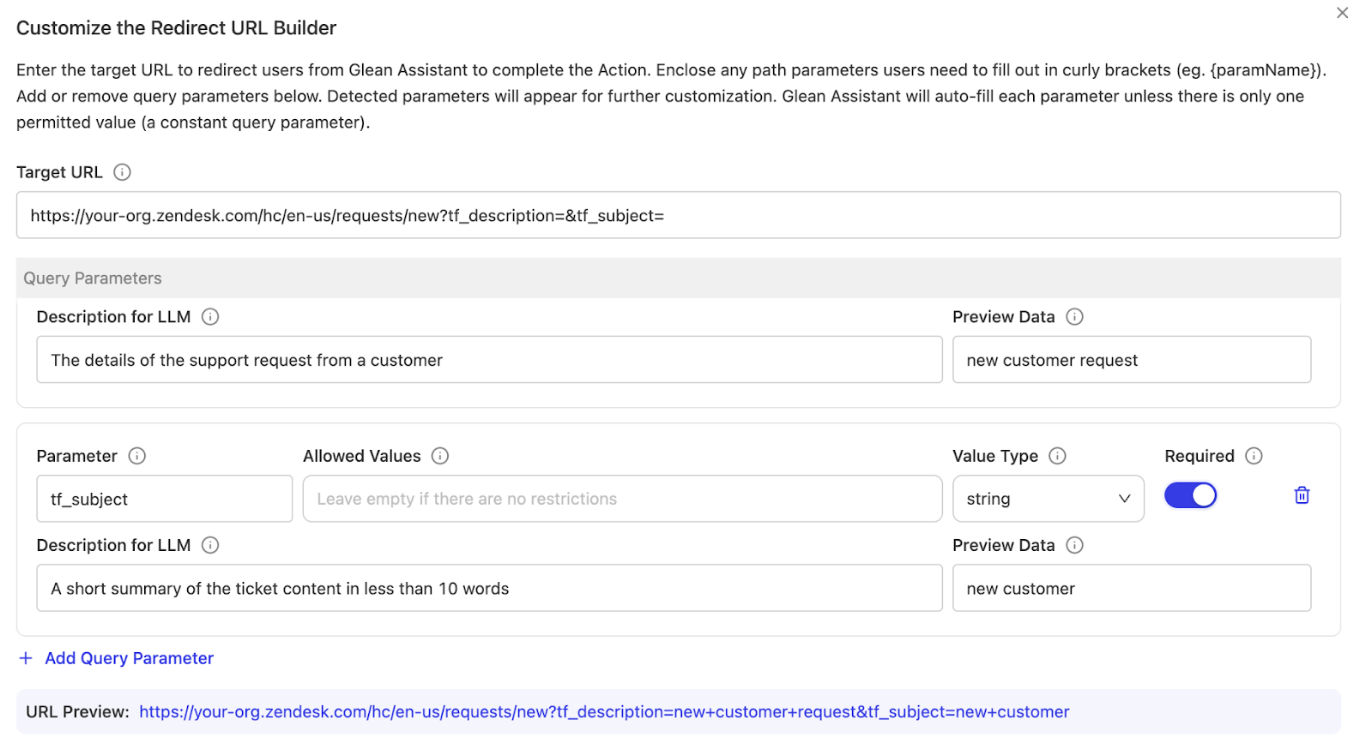 Customize the Redirect URL Builder
Enter the target URL to redirect users from Glean Assistant to complete the Action. Enclose any path parameters users need to fill out in curly brackets (eg. {paramName}).
Add or remove query parameters below. Detected parameters will appear for further customization. Glean Assistant will auto-fill each parameter unless there is only one
permitted value (a constant query parameter).
Target URL
https://your-org.zendesk.com/hc/en-us/requests/new?tf_description=&tf_subject=
Query Parameters
Description for LLM Preview Data
The details of the support request from a customer new customer request
Parameter Allowed Values Value Type Required
tf_subject Leave empty if there are no restrictions string
Description for LLM Preview Data
A short summary of the ticket content in less than 10 words new customer
+ Add Query Parameter
URL Preview: https://your-org.zendesk.com/hc/en-us/requests/new?tf_description=new+customer+request&tf_subject=new+customer